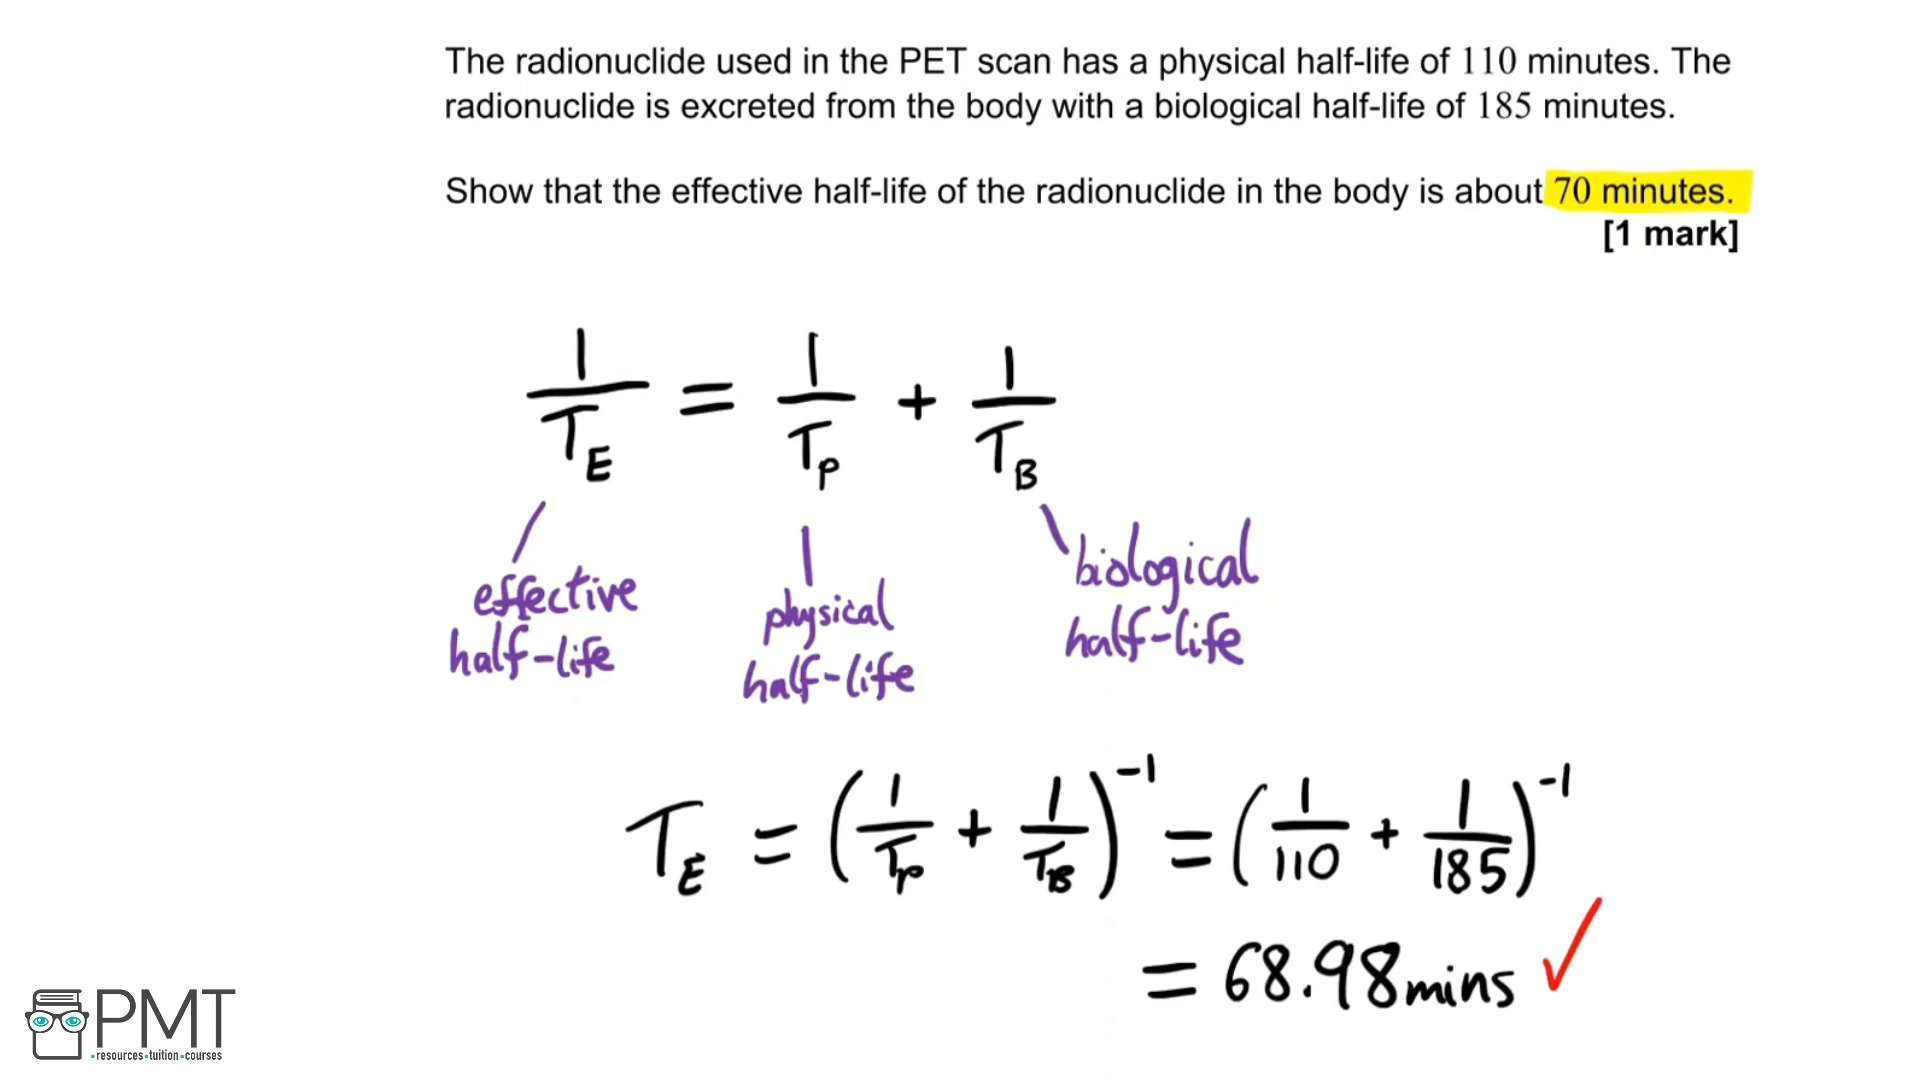 The radionuclide used in the PET scan has a physical half-life of 110 minutes. The
radionuclide is excreted from the body with a biological half-life of 185 minutes.
Show that the effective half-life of the radionuclide in the body is about 70 minutes.
[1 mark]
1/T_E = 1/T_P + 1/T_B
effective
half-life
physical
half-life
biological
half-life
T_E = (1/T_P + 1/T_B)^-1 = (1/110 + 1/185)^-1
= 68.98 mins ✓
PMT
•resources•tuition•courses